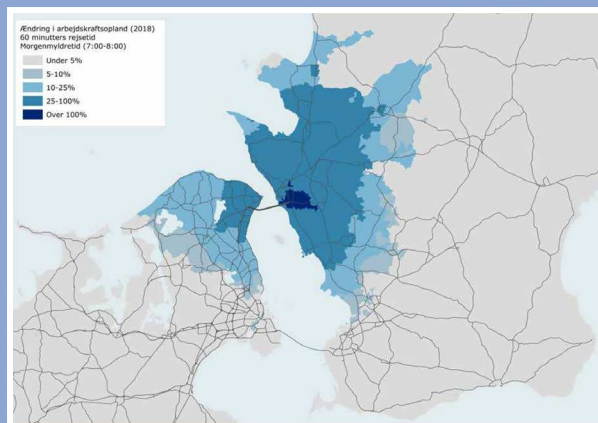 Ændring i arbejdskraftsopland (2018)
60 minutters rejsetid
Morgenmyldretid (7:00-8:00)
Under 5%
5-10%
10-25%
25-100%
Over 100%